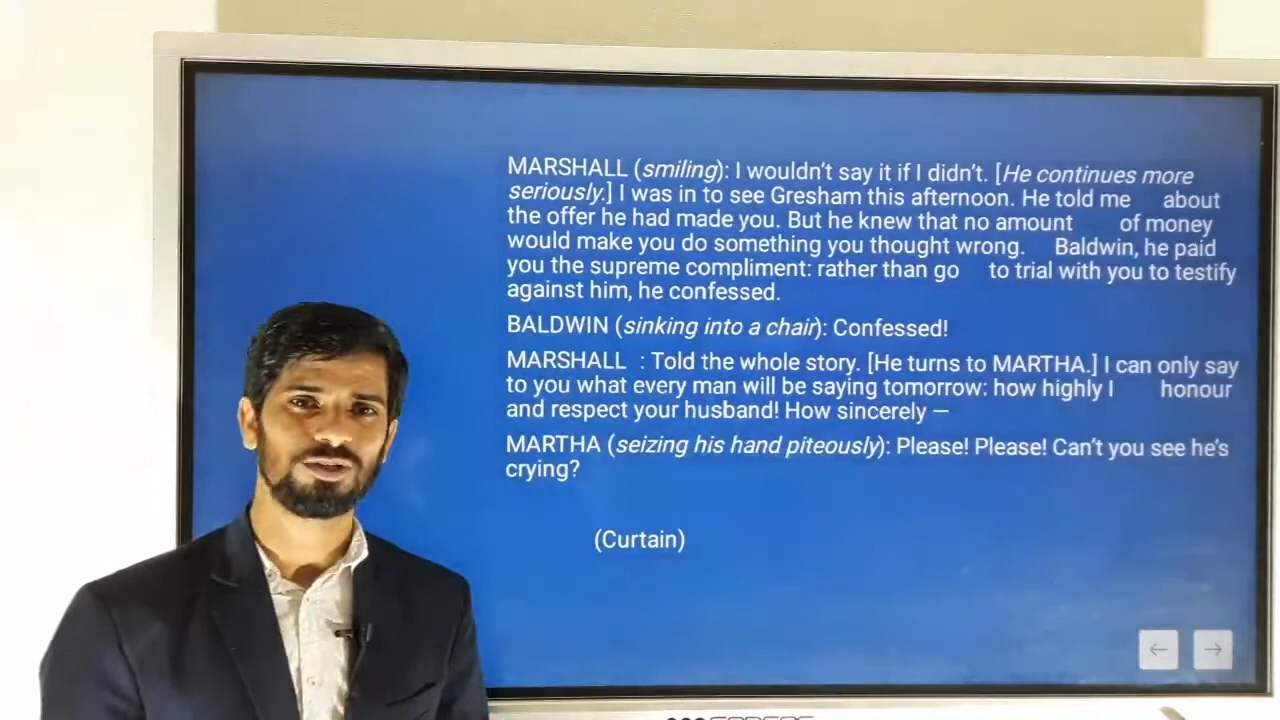 MARSHALL (smiling): I wouldn't say it if I didn't. [He continues more
seriously.] I was in to see Gresham this afternoon. He told me about
the offer he had made you. But he knew that no amount of money
would make you do something you thought wrong. Baldwin, he paid
you the supreme compliment: rather than go to trial with you to testify
against him, he confessed.
BALDWIN (sinking into a chair): Confessed!
MARSHALL : Told the whole story. [He turns to MARTHA.] I can only say
to you what every man will be saying tomorrow: how highly I honour
and respect your husband! How sincerely —
MARTHA (seizing his hand piteously): Please! Please! Can't you see he's
crying?
(Curtain)